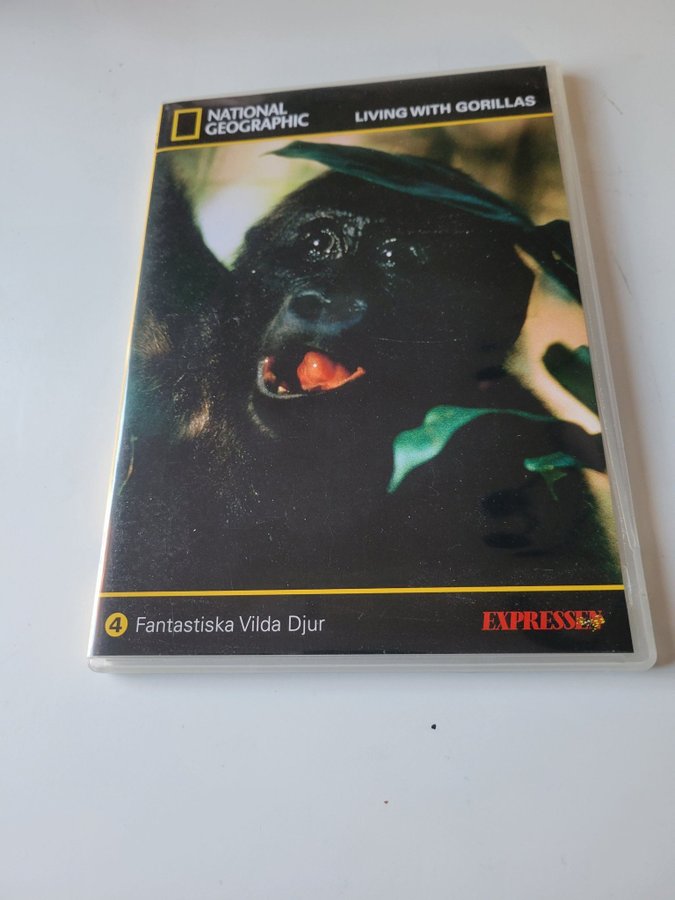 NATIONAL
GEOGRAPHIC
LIVING WITH GORILLAS
4 Fantastiska Vilda Djur
EXPRESSEN